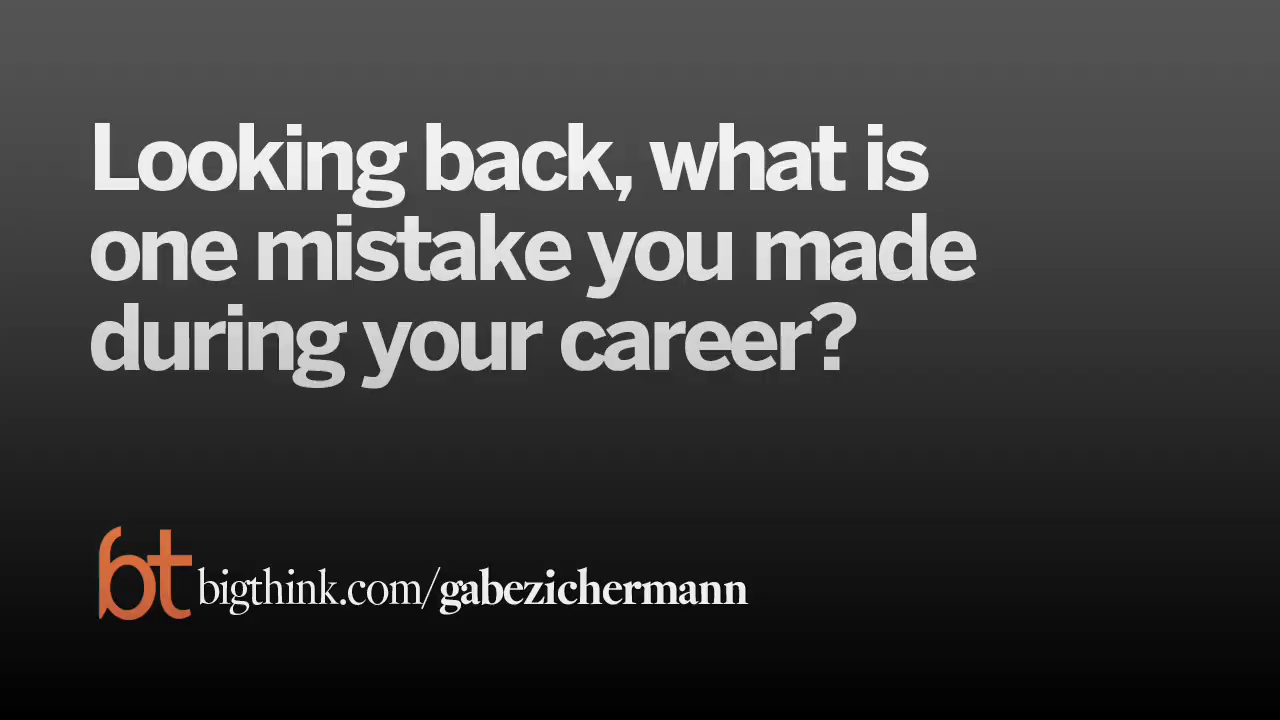 Looking back, what is
one mistake you made
during your career?
bt bigthink.com/gabezichermann